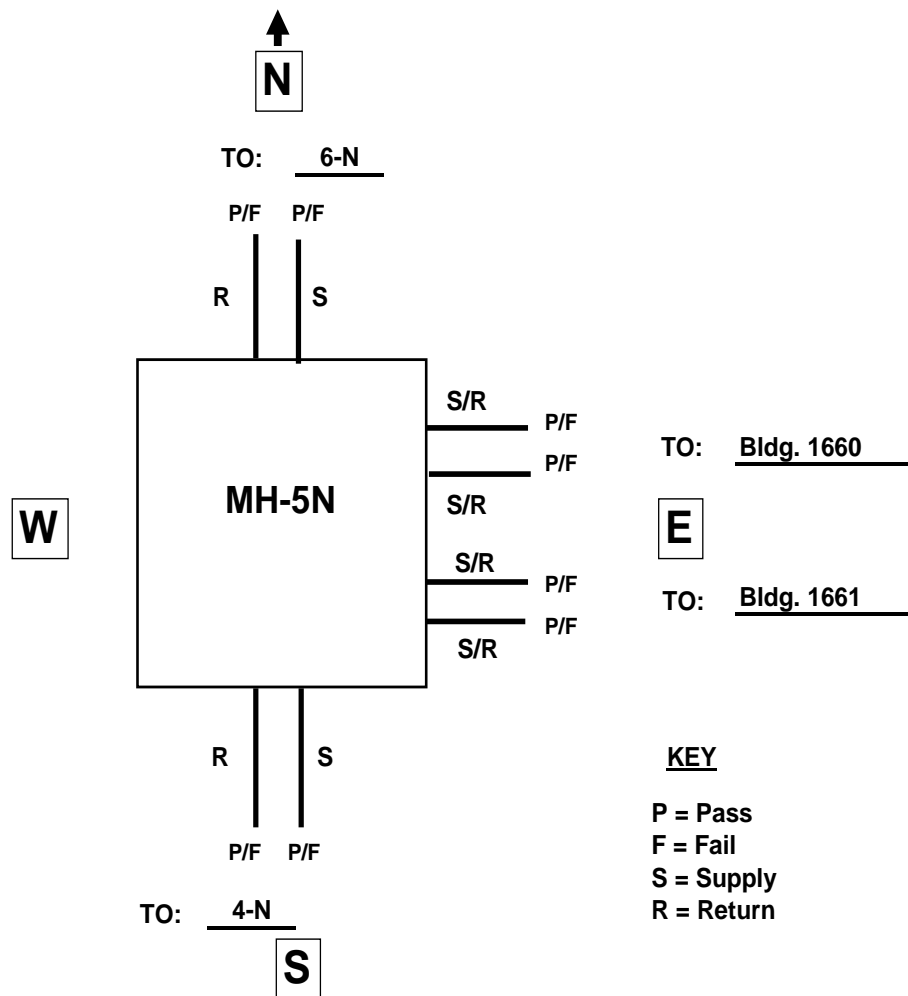 N
TO: 6-N
P/F P/F
R S
S/R
P/F
TO: Bldg. 1660
P/F
MH-5N
S/R
W
E
S/R
P/F
TO: Bldg. 1661
P/F
S/R
R S
KEY
P = Pass
F = Fail
S = Supply
R = Return
P/F P/F
TO: 4-N
S